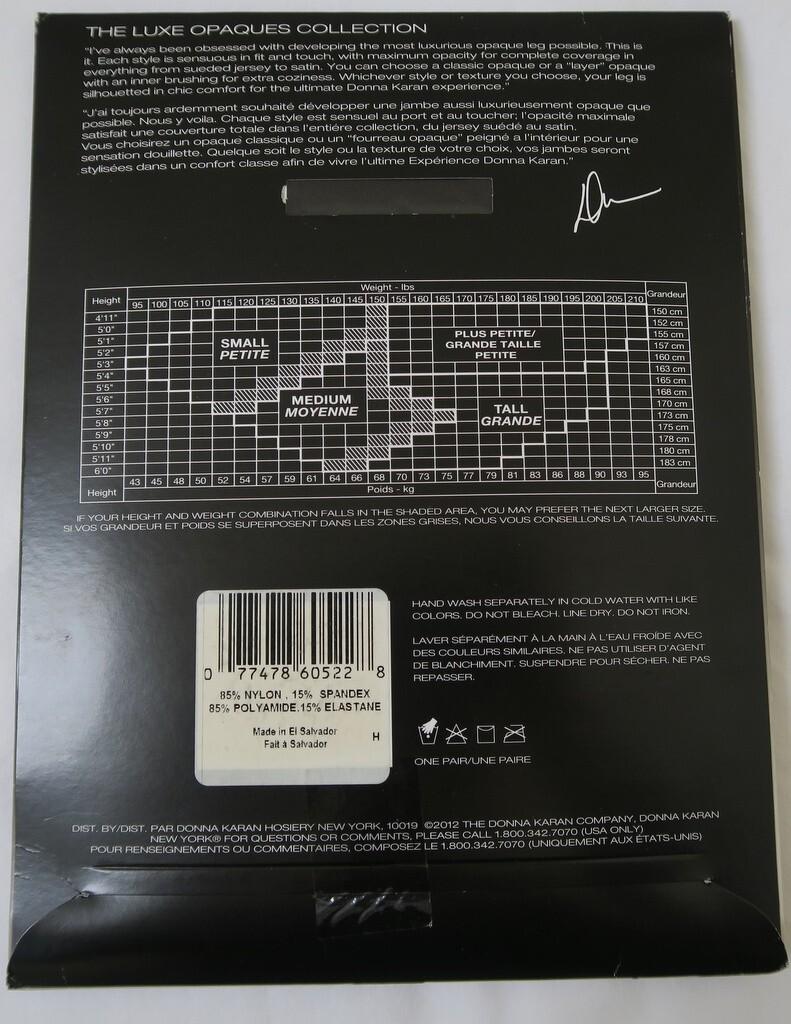 THE LUXE OPAQUES COLLECTION
"I've always been obsessed with developing the most luxurious opaque leg possible. This is
it. Each style is sensuous in fit and touch, with maximum opacity for complete coverage in
everything from sueded jersey to satin. You can choose a classic opaque or a "layer" opaque
with an inner brushing for extra coziness. Whichever style or texture you choose, your leg is
silhouetted in chic comfort for the ultimate Donna Karan experience."
"J'ai toujours ardemment souhaité développer une jambe aussi luxurieusement opaque que
possible. Nous y voila. Chaque style est sensuel au port et au toucher; l'opacité maximale
satisfait une couverture totale dans l'entiére collection, du jersey suédé au satin.
Vous choisirez un opaque classique ou un "fourreau opaque" peigné a l'intérieur pour une
sensation douillette. Quelque soit le style ou la texture de votre choix, vos jambes seront
stylisées dans un confort classe afin de vivre l'ultime Expérience Donna Karan."
Weight - lbs
Height 95 100 105 110 115 120 125 130 135 140 145 150 155 160 165 170 175 180 185 190 195 200 205 210 Grandeur
4'11" 150 cm
5'0" 152 cm
5'1" 155 cm
5'2" 157 cm
5'3" 160 cm
5'4" 163 cm
5'5" 165 cm
5'6" 168 cm
5'7" 170 cm
5'8" 173 cm
5'9" 175 cm
5'10" 178 cm
5'11" 180 cm
6'0" 183 cm
SMALL
PETITE
PLUS PETITE/
GRANDE TAILLE
PETITE
MEDIUM
MOYENNE
TALL
GRANDE
Height 43 45 48 50 52 54 57 59 61 64 66 68 70 73 75 77 79 81 83 86 88 90 93 95 Grandeur
Poids - kg
IF YOUR HEIGHT AND WEIGHT COMBINATION FALLS IN THE SHADED AREA, YOU MAY PREFER THE NEXT LARGER SIZE.
SI VOS GRANDEUR ET POIDS SE SUPERPOSENT DANS LES ZONES GRISES, NOUS VOUS CONSEILLONS LA TAILLE SUIVANTE.
0 77478 60522 8
85% NYLON , 15% SPANDEX
85% POLYAMIDE,15% ELASTANE
Made in El Salvador
Fait à Salvador
H
HAND WASH SEPARATELY IN COLD WATER WITH LIKE
COLORS. DO NOT BLEACH. LINE DRY. DO NOT IRON.
LAVER SÉPARÉMENT À LA MAIN À L'EAU FROIDE AVEC
DES COULEURS SIMILAIRES. NE PAS UTILISER D'AGENT
DE BLANCHIMENT. SUSPENDRE POUR SÉCHER. NE PAS
REPASSER.
ONE PAIR/UNE PAIRE
DIST. BY/DIST. PAR DONNA KARAN HOSIERY NEW YORK, 10019 ©2012 THE DONNA KARAN COMPANY, DONNA KARAN
NEW YORK® FOR QUESTIONS OR COMMENTS, PLEASE CALL 1.800.342.7070 (USA ONLY)
POUR RENSEIGNEMENTS OU COMMENTAIRES, COMPOSEZ LE 1.800.342.7070 (UNIQUEMENT AUX ÉTATS-UNIS)